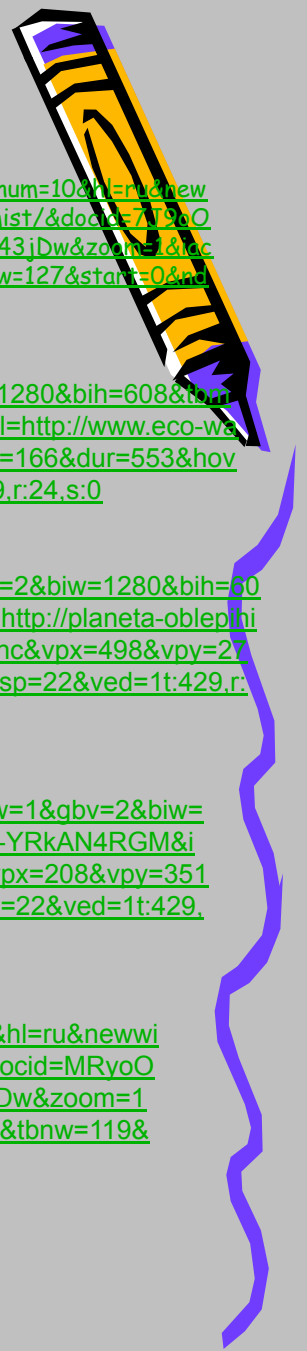 num=10&hl=ru&new
ist/&docid=7J9oO
43jDw&zoom=1&iac
w=127&start=0&nd
1280&bih=608&tbm
l=http://www.eco-wa
=166&dur=553&hov
9,r:24,s:0
=2&biw=1280&bih=60
http://planeta-oblepihi
nc&vpx=498&vpy=27
sp=22&ved=1t:429,r:
w=1&gbv=2&biw=
-YRkAN4RGM&i
px=208&vpy=351
=22&ved=1t:429,
&hl=ru&newwi
ocid=MRyoO
Dw&zoom=1
&tbnw=119&